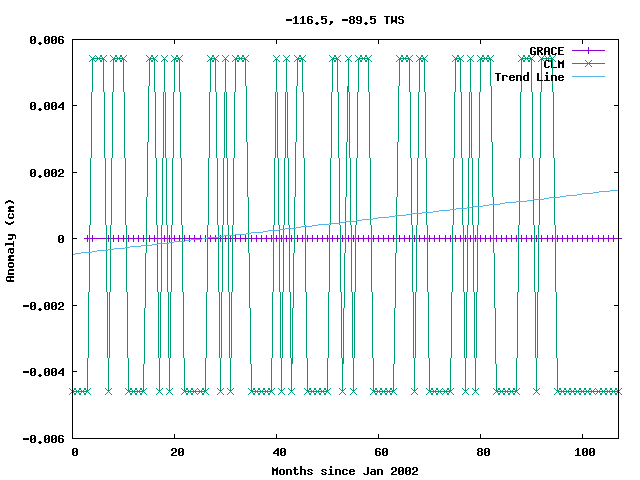 -116.5, -89.5 TWS
GRACE
CLM
Trend Line
0.006
0.004
0.002
0
-0.002
-0.004
-0.006
Anomaly (cm)
0 20 40 60 80 100
Months since Jan 2002